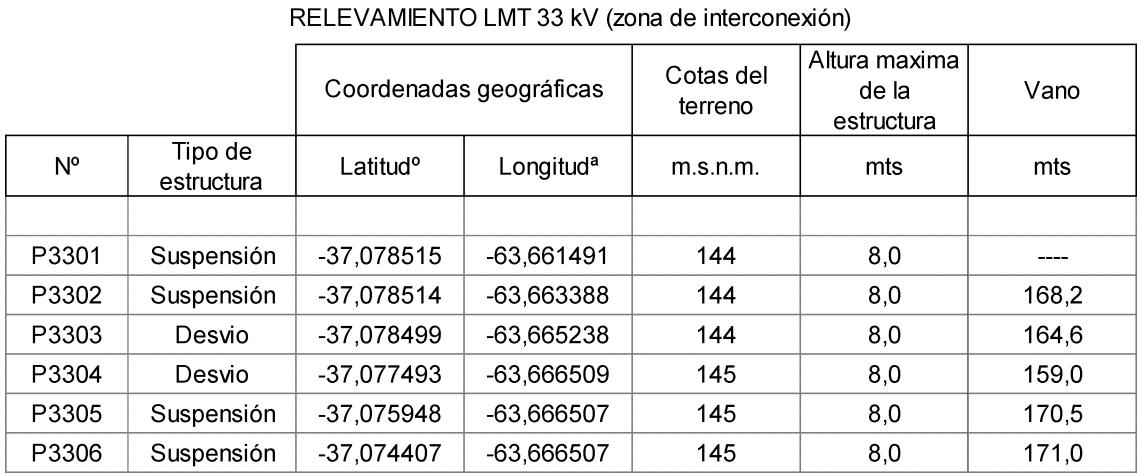 RELEVAMIENTO LMT 33 kV (zona de interconexión)
Coordenadas geográficas Cotas del terreno Altura maxima de la estructura Vano
Nº Tipo de estructura Latitudº Longitudª m.s.n.m. mts mts
P3301 Suspensión -37,078515 -63,661491 144 8,0 ----
P3302 Suspensión -37,078514 -63,663388 144 8,0 168,2
P3303 Desvio -37,078499 -63,665238 144 8,0 164,6
P3304 Desvio -37,077493 -63,666509 145 8,0 159,0
P3305 Suspensión -37,075948 -63,666507 145 8,0 170,5
P3306 Suspensión -37,074407 -63,666507 145 8,0 171,0